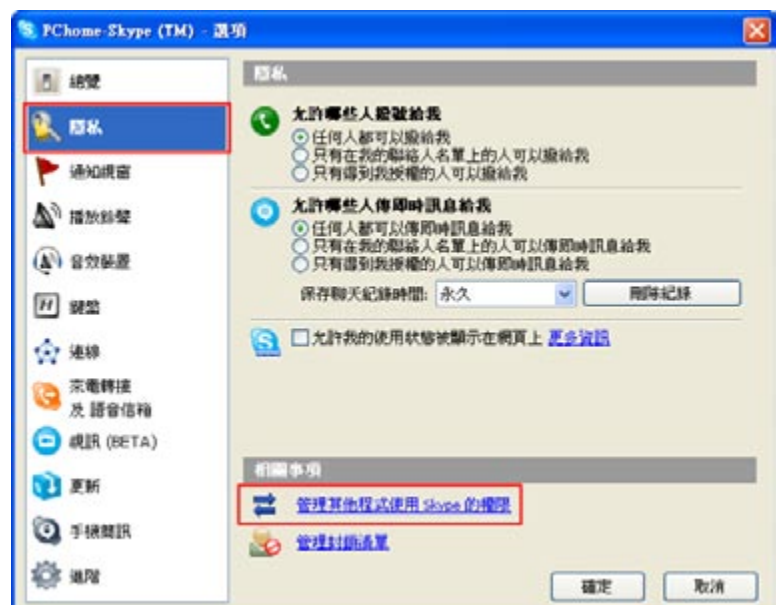 PChome-Skype (TM) - 選項
總覽
隱私
通知視窗
播放鈴聲
音效裝置
鍵盤
連線
來電轉接
及 語音信箱
視訊 (BETA)
更新
手機簡訊
進階
隱私
允許哪些人撥號給我
任何人都可以撥給我
只有在我的聯絡人名單上的人可以撥給我
只有得到我授權的人可以撥給我
允許哪些人傳即時訊息給我
任何人都可以傳即時訊息給我
只有在我的聯絡人名單上的人可以傳即時訊息給我
只有得到我授權的人可以傳即時訊息給我
保存聊天紀錄時間: 永久 刪除紀錄
允許我的使用狀態被顯示在網頁上 更多資訊
相關事項
管理其他程式使用 Skype 的權限
管理封鎖清單
確定 取消